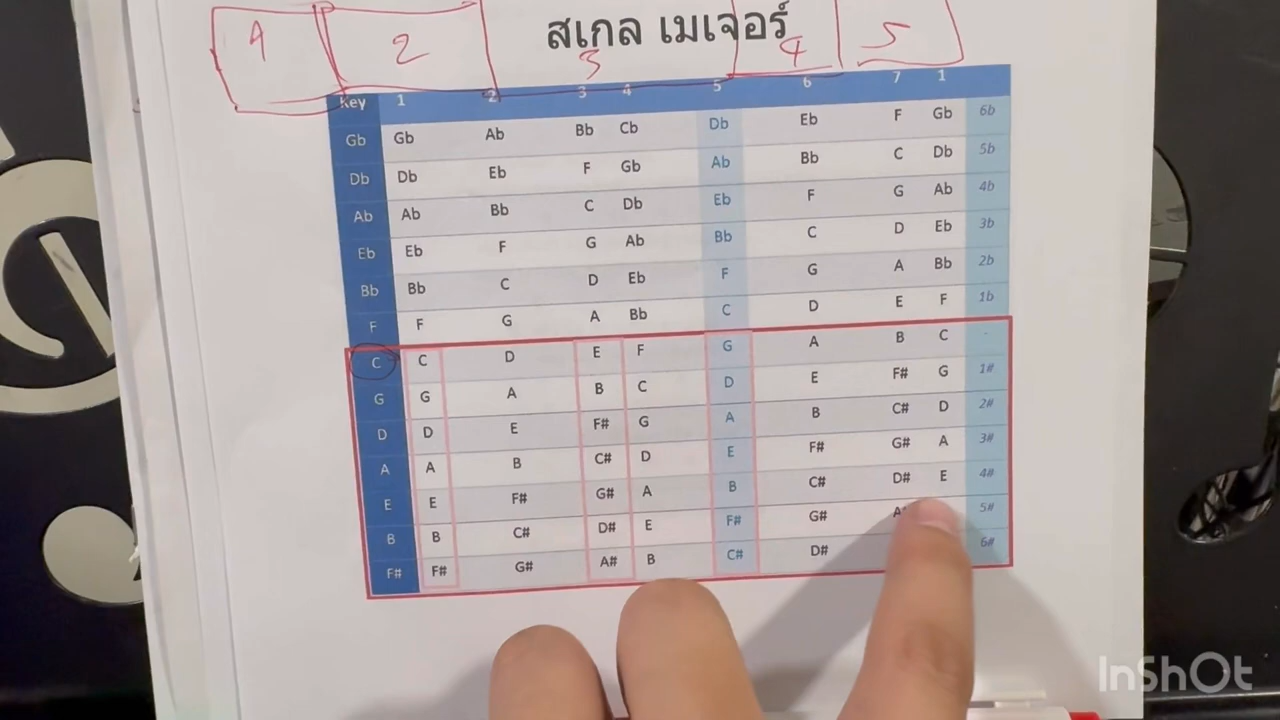 1 2 3 4 5
สเกล เมเจอร์
Key 1 2 3 4 5 6 7 1
Gb Gb Ab Bb Cb Db Eb F Gb 6b
Db Db Eb F Gb Ab Bb C Db 5b
Ab Ab Bb C Db Eb F G Ab 4b
Eb Eb F G Ab Bb C D Eb 3b
Bb Bb C D Eb F G A Bb 2b
F F G A Bb C D E F 1b
C C D E F G A B C -
G G A B C D E F# G 1#
D D E F# G A B C# D 2#
A A B C# D E F# G# A 3#
E E F# G# A B C# D# E 4#
B B C# D# E F# G# 5#
F# F# G# A# B C# D# 6#
InShOt